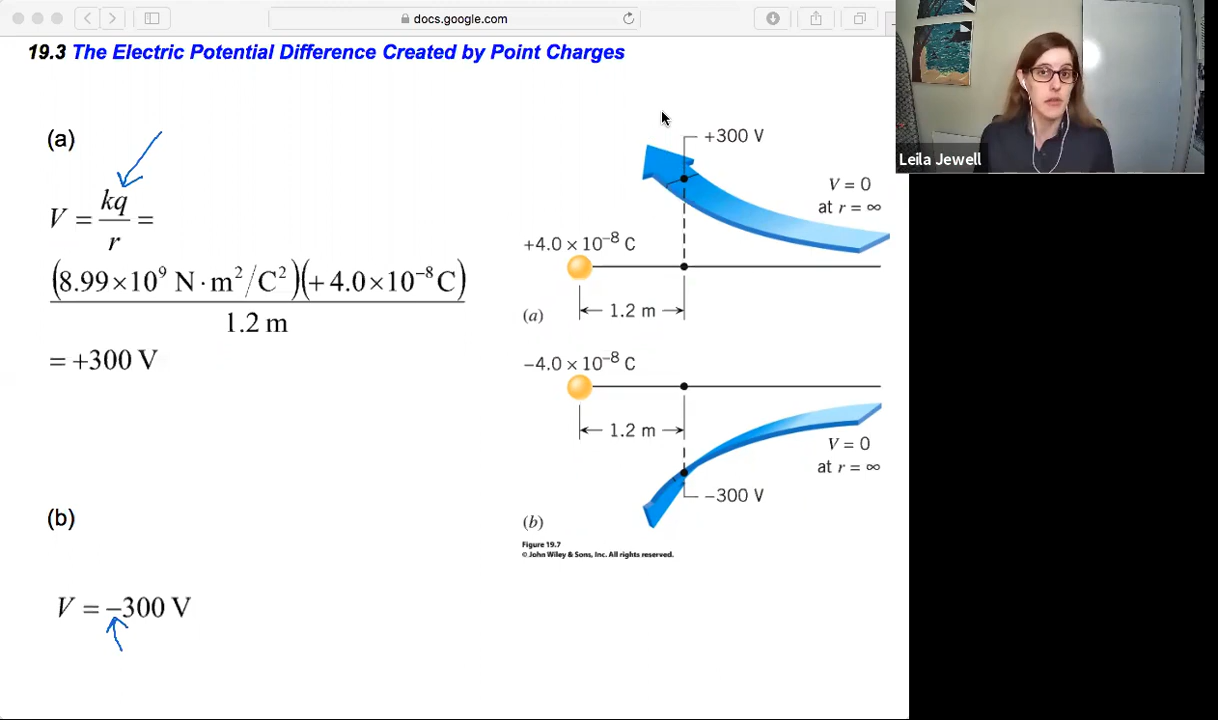 docs.google.com
19.3 The Electric Potential Difference Created by Point Charges
Leila Jewell
(a)
V = kq/r =
(8.99×10⁹ N·m²/C²)(+4.0×10⁻⁸ C)
1.2 m
= +300 V
+300 V
V = 0
at r = ∞
+4.0 × 10⁻⁸ C
1.2 m
(a)
−4.0 × 10⁻⁸ C
1.2 m
V = 0
at r = ∞
−300 V
(b)
Figure 19.7
© John Wiley & Sons, Inc. All rights reserved.
(b)
V = −300 V